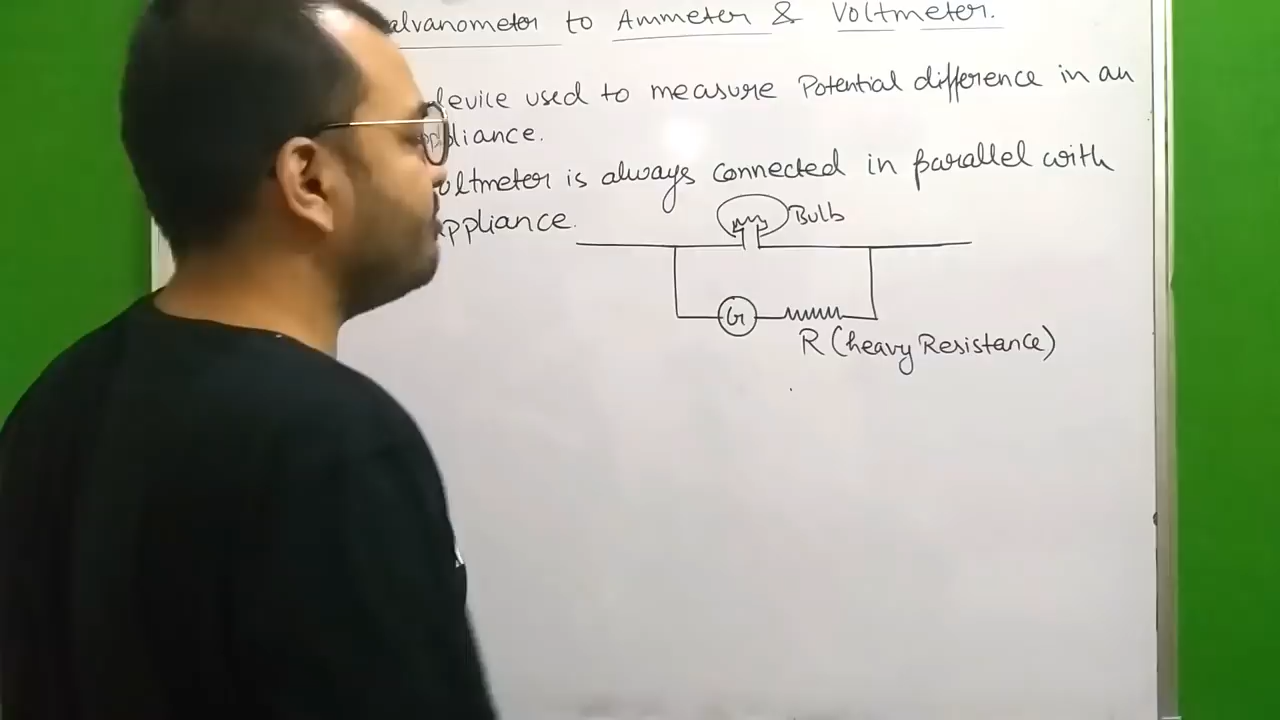 alvanometer to Ammeter & Voltmeter.
device used to measure Potential difference in an
ppliance.
oltmeter is always connected in parallel with
ppliance.
Bulb
G
R (heavy Resistance)